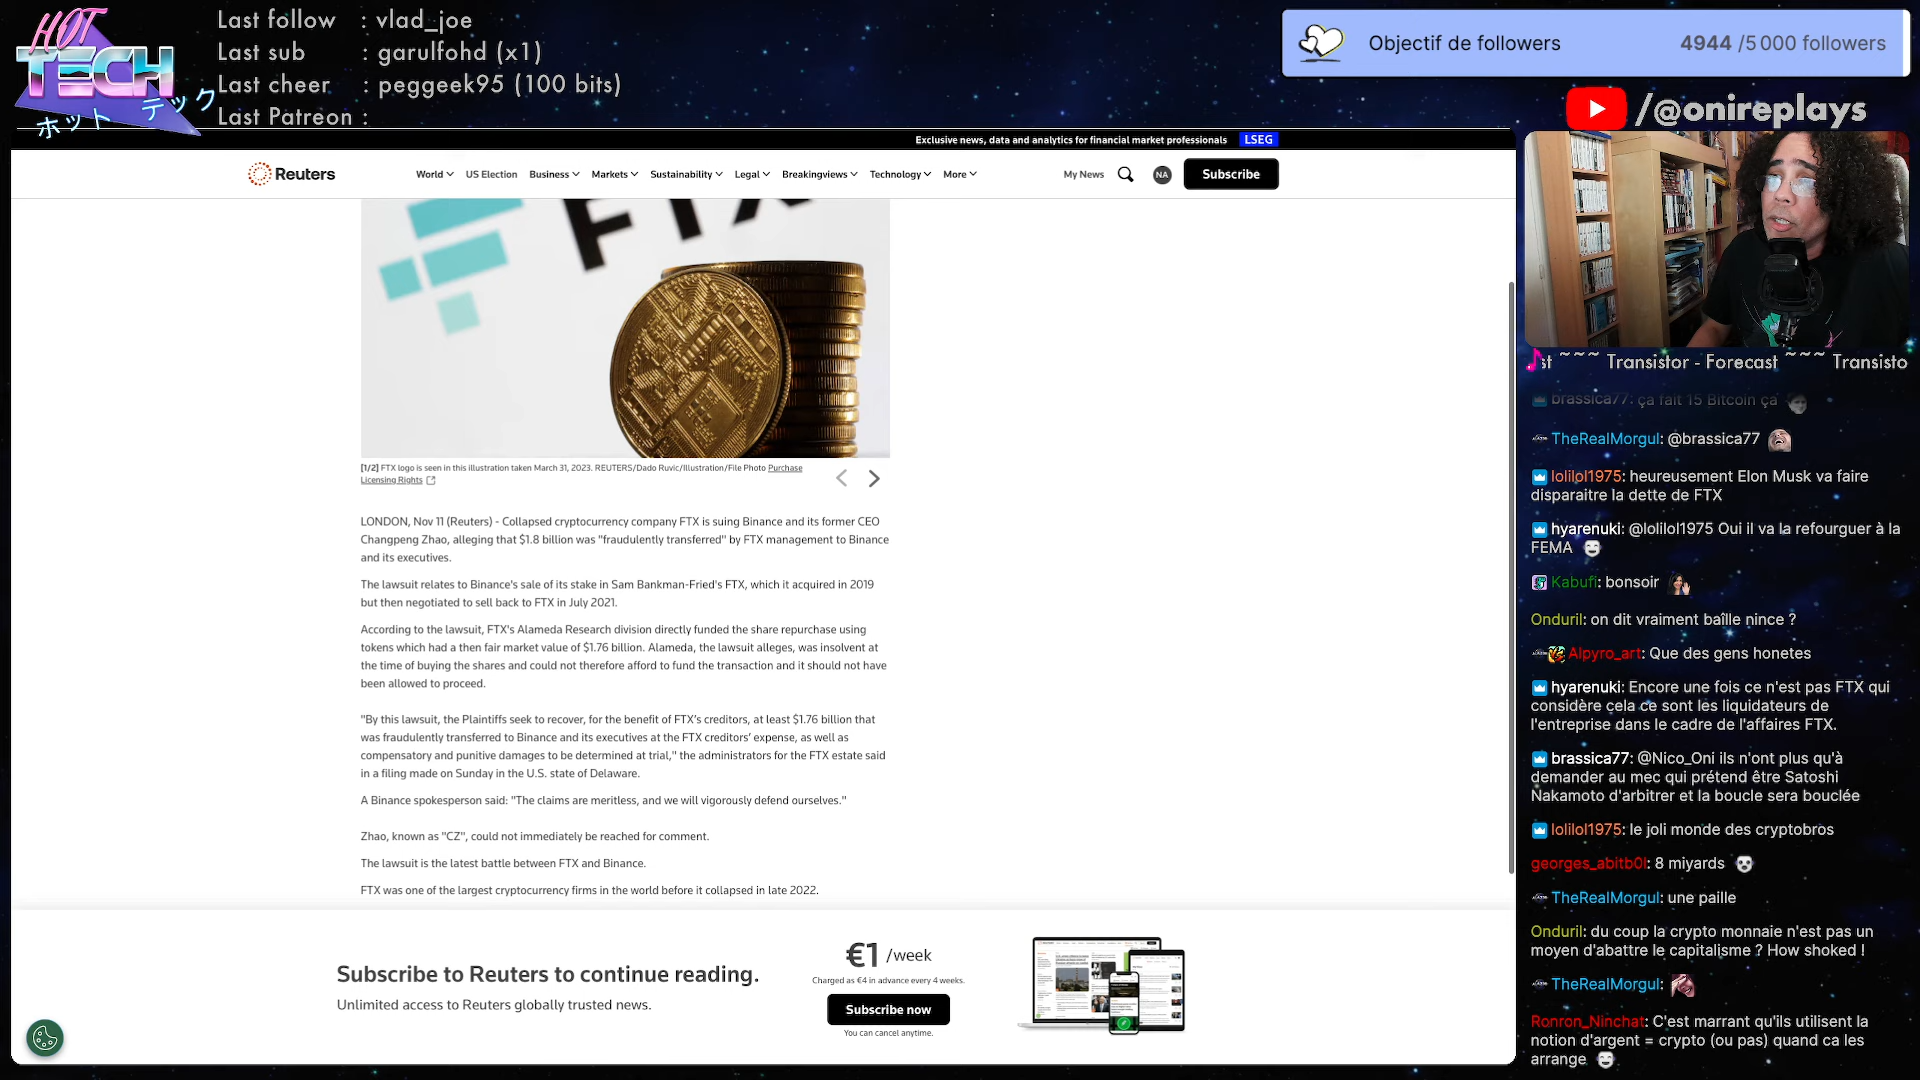 HOT
TECH
ホット テック
Last follow : vlad_joe
Last sub : garulfohd (x1)
Last cheer : peggeek95 (100 bits)
Last Patreon :
Objectif de followers 4944 /5 000 followers
/@onireplays
Exclusive news, data and analytics for financial market professionals LSEG
Reuters
World US Election Business Markets Sustainability Legal Breakingviews Technology More
My News NA Subscribe
FTX
[1/2] FTX logo is seen in this illustration taken March 31, 2023. REUTERS/Dado Ruvic/Illustration/File Photo Purchase
Licensing Rights
LONDON, Nov 11 (Reuters) - Collapsed cryptocurrency company FTX is suing Binance and its former CEO
Changpeng Zhao, alleging that $1.8 billion was "fraudulently transferred" by FTX management to Binance
and its executives.
The lawsuit relates to Binance's sale of its stake in Sam Bankman-Fried's FTX, which it acquired in 2019
but then negotiated to sell back to FTX in July 2021.
According to the lawsuit, FTX's Alameda Research division directly funded the share repurchase using
tokens which had a then fair market value of $1.76 billion. Alameda, the lawsuit alleges, was insolvent at
the time of buying the shares and could not therefore afford to fund the transaction and it should not have
been allowed to proceed.
"By this lawsuit, the Plaintiffs seek to recover, for the benefit of FTX's creditors, at least $1.76 billion that
was fraudulently transferred to Binance and its executives at the FTX creditors' expense, as well as
compensatory and punitive damages to be determined at trial," the administrators for the FTX estate said
in a filing made on Sunday in the U.S. state of Delaware.
A Binance spokesperson said: "The claims are meritless, and we will vigorously defend ourselves."
Zhao, known as "CZ", could not immediately be reached for comment.
The lawsuit is the latest battle between FTX and Binance.
FTX was one of the largest cryptocurrency firms in the world before it collapsed in late 2022.
Subscribe to Reuters to continue reading.
Unlimited access to Reuters globally trusted news.
€1 /week
Charged as €4 in advance every 4 weeks.
Subscribe now
You can cancel anytime.
st ~~~ Transistor - Forecast ~~~ Transisto
brassica77: ça fait 15 Bitcoin ça
TheRealMorgul: @brassica77
lolilol1975: heureusement Elon Musk va faire
disparaitre la dette de FTX
hyarenuki: @lolilol1975 Oui il va la refourguer à la
FEMA
Kabufi: bonsoir
Onduril: on dit vraiment baîlle nince ?
Alpyro_art: Que des gens honetes
hyarenuki: Encore une fois ce n'est pas FTX qui
considère cela ce sont les liquidateurs de
l'entreprise dans le cadre de l'affaires FTX.
brassica77: @Nico_Oni ils n'ont plus qu'à
demander au mec qui prétend être Satoshi
Nakamoto d'arbitrer et la boucle sera bouclée
lolilol1975: le joli monde des cryptobros
georges_abitb0l: 8 miyards
TheRealMorgul: une paille
Onduril: du coup la crypto monnaie n'est pas un
moyen d'abattre le capitalisme ? How shoked !
TheRealMorgul:
Ronron_Ninchat: C'est marrant qu'ils utilisent la
notion d'argent = crypto (ou pas) quand ca les
arrange